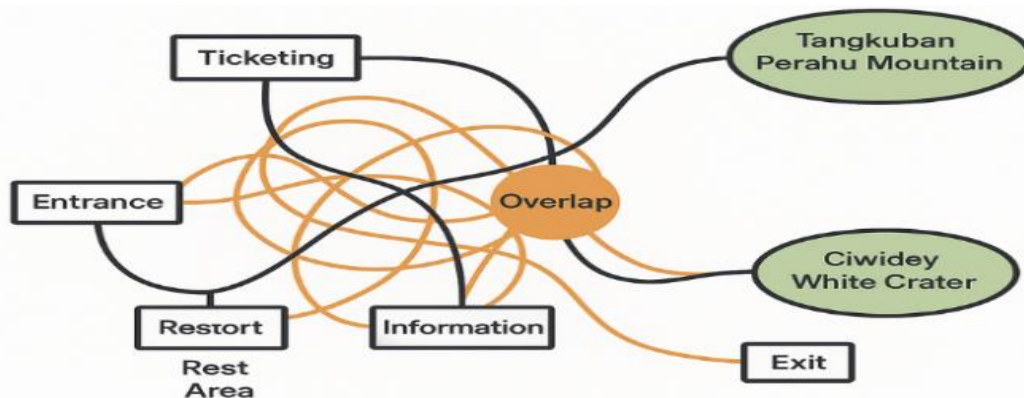 Ticketing
Tangkuban
Perahu Mountain
Entrance
Overlap
Ciwidey
White Crater
Restort
Information
Exit
Rest
Area